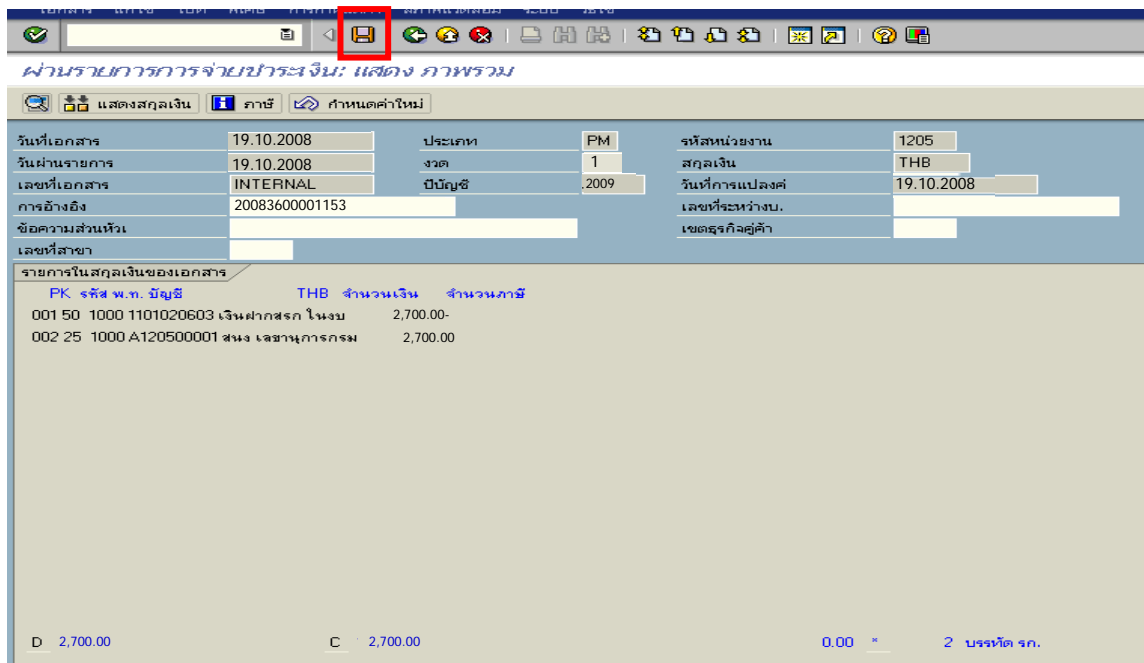 ผ่านรายการการจ่ายชำระเงิน: แสดง ภาพรวม
แสดงสกุลเงิน ภาษี กำหนดค่าใหม่
วันที่เอกสาร 19.10.2008 ประเภท PM รหัสหน่วยงาน 1205
วันผ่านรายการ 19.10.2008 งวด 1 สกุลเงิน THB
เลขที่เอกสาร INTERNAL ปีบัญชี .2009 วันที่การแปลงค่ 19.10.2008
การอ้างอิง 20083600001153 เลขที่ระหว่างบ.
ข้อความส่วนหัวเ เขตธุรกิจคู่ค้า
เลขที่สาขา
รายการในสกุลเงินของเอกสาร
PK รหัส พ.ท. บัญชี THB จำนวนเงิน จำนวนภาษี
001 50 1000 1101020603 เงินฝากสรก ในงบ 2,700.00-
002 25 1000 A120500001 สนง เลขานุการกรม 2,700.00
D 2,700.00 C 2,700.00 0.00 * 2 บรรทัด รก.